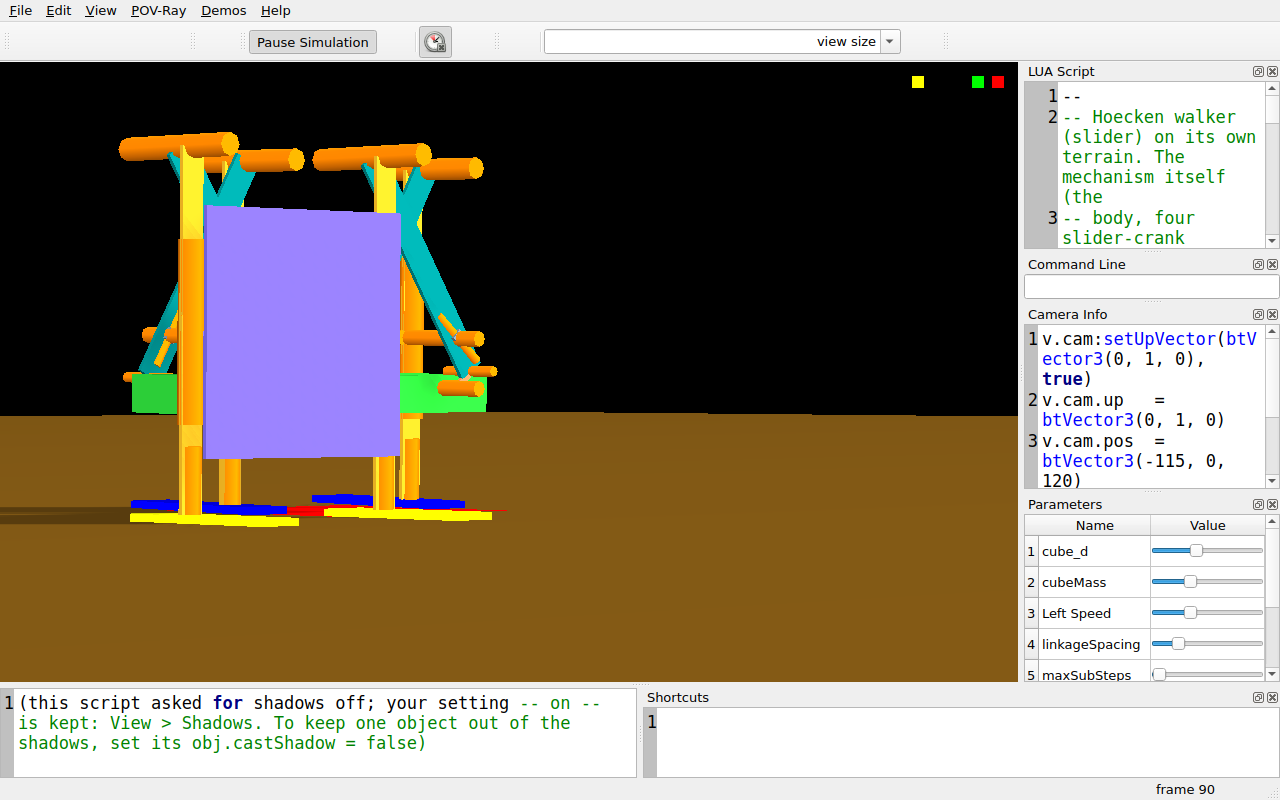 File Edit View POV-Ray Demos Help
Pause Simulation
view size
LUA Script
1 --
2 -- Hoecken walker
(slider) on its own
terrain. The
mechanism itself
(the
3 -- body, four
slider-crank
Command Line
Camera Info
1 v.cam:setUpVector(btV
ector3(0, 1, 0),
true)
2 v.cam.up   =
btVector3(0, 1, 0)
3 v.cam.pos  =
btVector3(-115, 0,
120)
Parameters
Name Value
1 cube_d
2 cubeMass
3 Left Speed
4 linkageSpacing
5 maxSubSteps
1 (this script asked for shadows off; your setting -- on --
is kept: View > Shadows. To keep one object out of the
shadows, set its obj.castShadow = false)
Shortcuts
1
frame 90